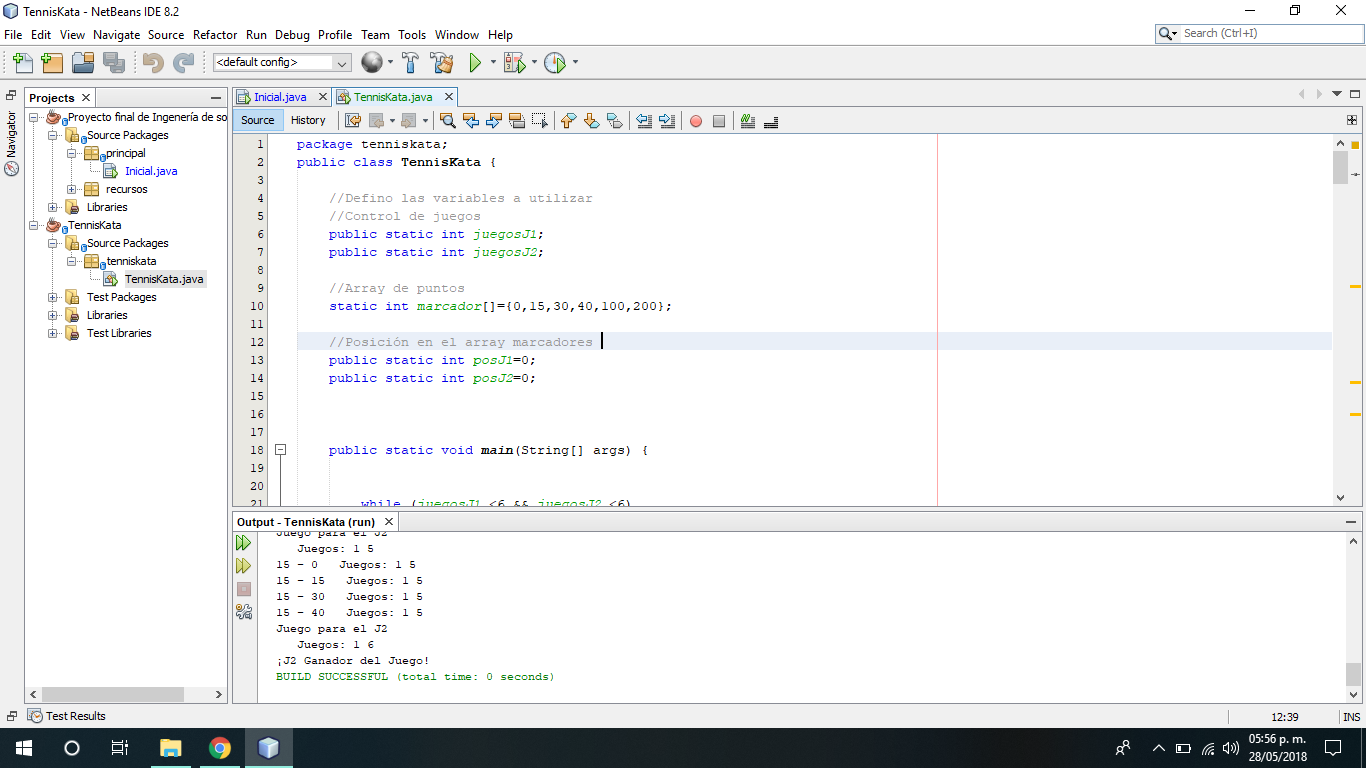 TennisKata - NetBeans IDE 8.2
File Edit View Navigate Source Refactor Run Debug Profile Team Tools Window Help
Search (Ctrl+I)
<default config>
Projects
Navigator
Proyecto final de Ingenería de so
Source Packages
principal
Inicial.java
recursos
Libraries
TennisKata
Source Packages
tenniskata
TennisKata.java
Test Packages
Libraries
Test Libraries
Inicial.java TennisKata.java
Source History
1 package tenniskata;
2 public class TennisKata {
3
4 //Defino las variables a utilizar
5 //Control de juegos
6 public static int juegosJ1;
7 public static int juegosJ2;
8
9 //Array de puntos
10 static int marcador[]={0,15,30,40,100,200};
11
12 //Posición en el array marcadores
13 public static int posJ1=0;
14 public static int posJ2=0;
15
16
17
18 public static void main(String[] args) {
19
20
21 while (juegosJ1 <6 && juegosJ2 <6)
Output - TennisKata (run)
Juego para el J2
Juegos: 1 5
15 - 0 Juegos: 1 5
15 - 15 Juegos: 1 5
15 - 30 Juegos: 1 5
15 - 40 Juegos: 1 5
Juego para el J2
Juegos: 1 6
¡J2 Ganador del Juego!
BUILD SUCCESSFUL (total time: 0 seconds)
Test Results
12:39 INS
05:56 p. m.
28/05/2018